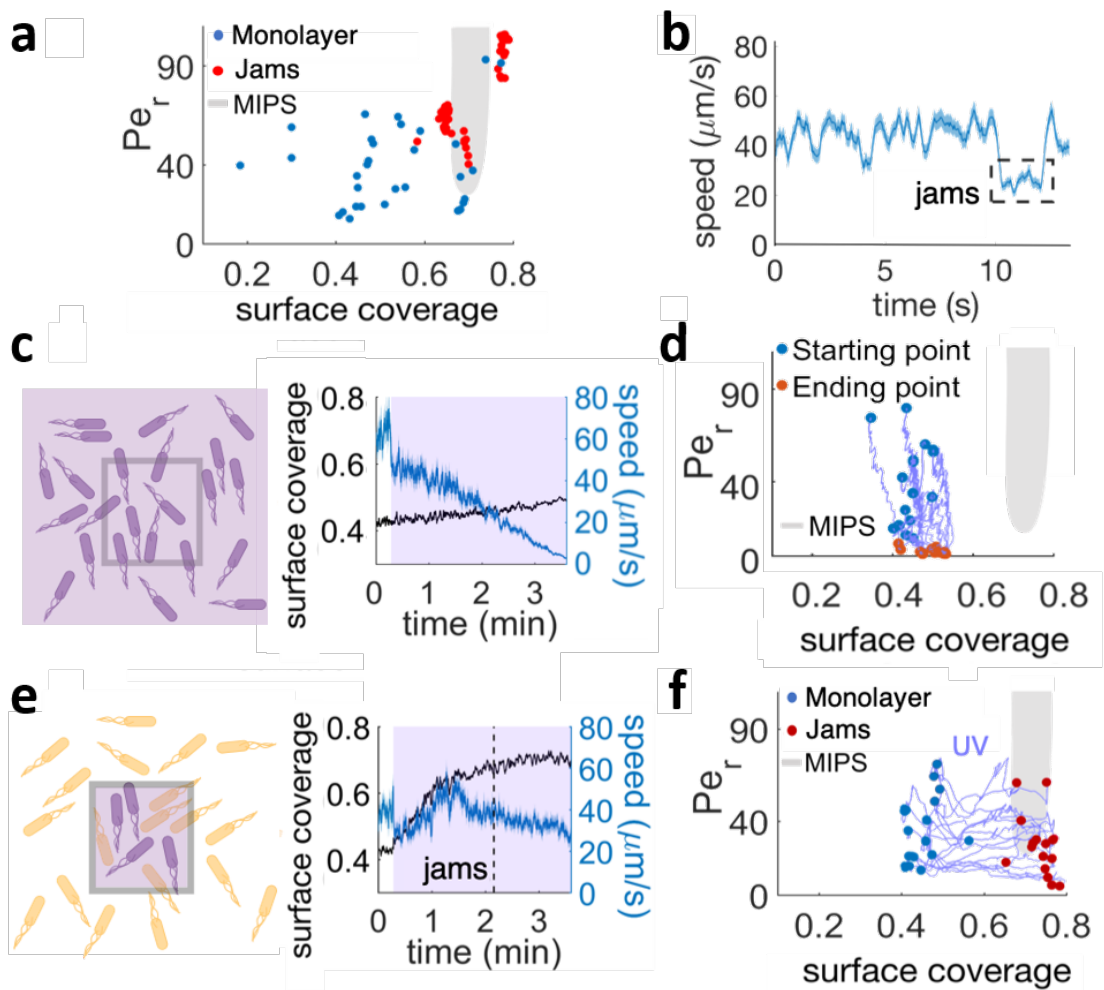 a
Monolayer
Jams
MIPS
Per
90
40
0
0.2 0.4 0.6 0.8
surface coverage
b
speed (μm/s)
80
60
40
20
0
jams
0 5 10
time (s)
c
surface coverage
0.8
0.6
0.4
80
60
40
20
0
speed (μm/s)
0 1 2 3
time (min)
d
Starting point
Ending point
MIPS
Per
90
40
0
0.2 0.4 0.6 0.8
surface coverage
e
surface coverage
0.8
0.6
0.4
80
60
40
20
0
speed (μm/s)
jams
0 1 2 3
time (min)
f
Monolayer
Jams
MIPS
UV
Per
90
40
0
0.2 0.4 0.6 0.8
surface coverage